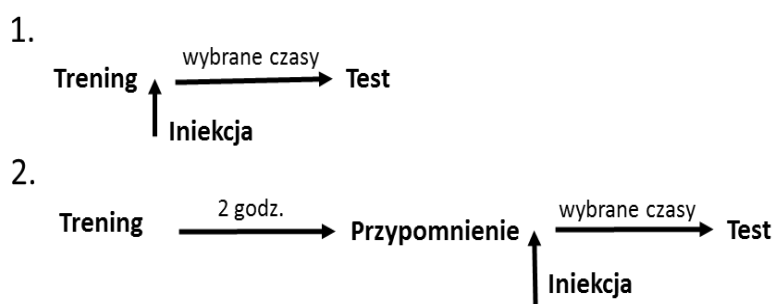 1.
wybrane czasy
Trening Test
Iniekcja
2.
2 godz. wybrane czasy
Trening Przypomnienie Test
Iniekcja